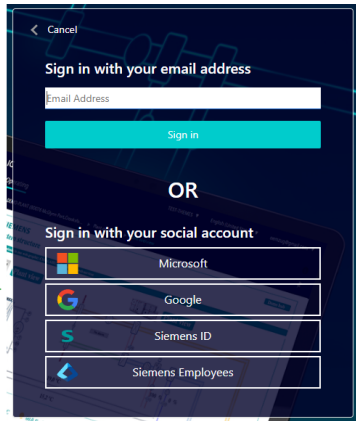 Cancel
Sign in with your email address
Email Address
Sign in
OR
Sign in with your social account
Microsoft
Google
Siemens ID
Siemens Employees